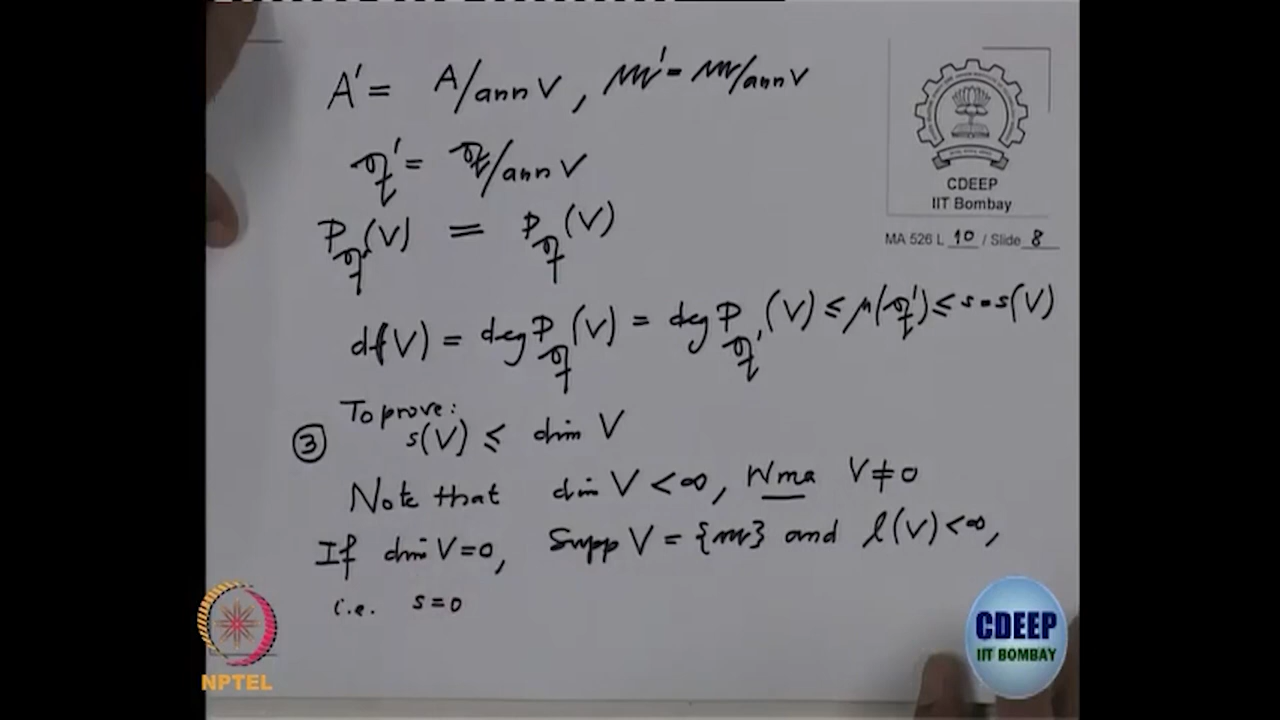 A' = A/ann V, 𝔪' = 𝔪/ann V
𝔮' = 𝔮/ann V
P_𝔮'(V) = P_𝔮(V)
d(V) = deg P_𝔮(V) = deg P_𝔮'(V) ≤ μ(𝔮') ≤ s = s(V)
③ To prove:
s(V) ≤ dim V
Note that dim V < ∞, Wma V ≠ 0
If dim V = 0, Supp V = {𝔪} and l(V) < ∞,
i.e. s = 0
CDEEP
IIT Bombay
MA 526 L 10 / Slide 8
NPTEL
CDEEP
IIT BOMBAY